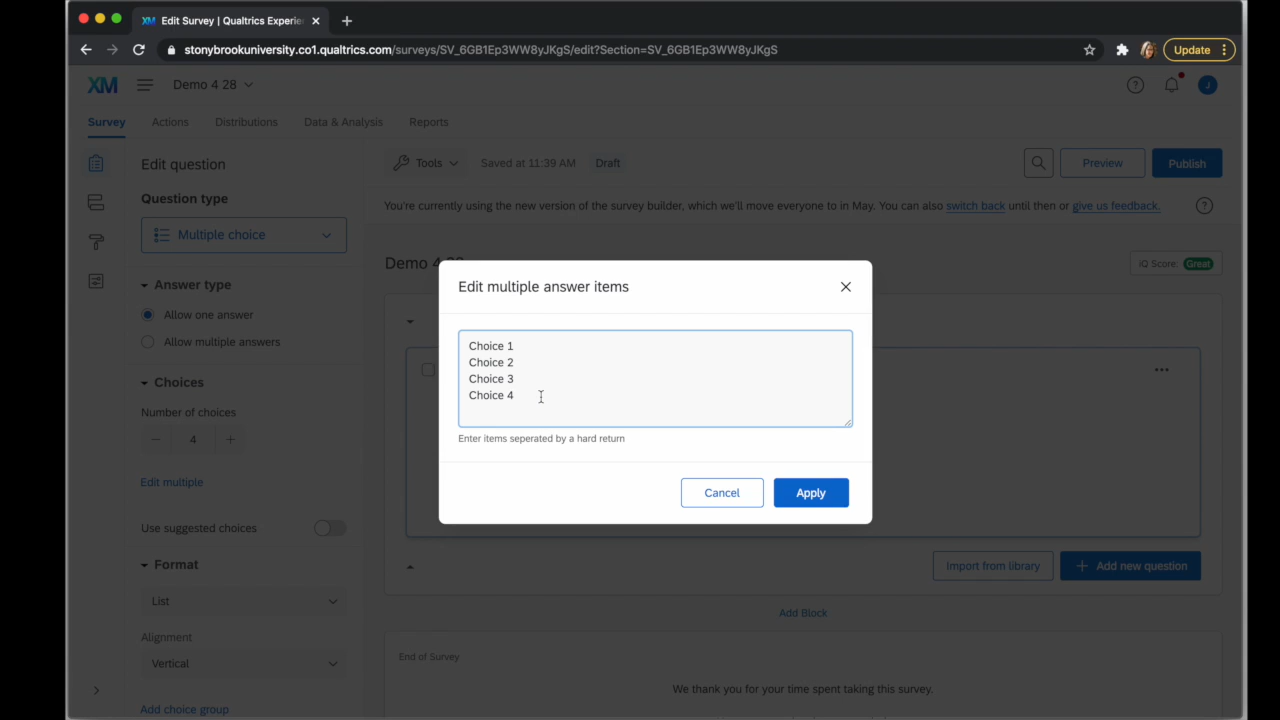 Edit Survey | Qualtrics Experie
stonybrookuniversity.co1.qualtrics.com/surveys/SV_6GB1Ep3WW8yJKgS/edit?Section=SV_6GB1Ep3WW8yJKgS
Update
XM
Demo 4 28
J
Survey
Actions
Distributions
Data & Analysis
Reports
Edit question
Tools
Saved at 11:39 AM
Draft
Preview
Publish
Question type
Multiple choice
You're currently using the new version of the survey builder, which we'll move everyone to in May. You can also switch back until then or give us feedback.
Demo 4
iQ Score: Great
Answer type
Allow one answer
Allow multiple answers
Choices
Number of choices
4
Edit multiple
Use suggested choices
Format
List
Alignment
Vertical
Add choice group
Edit multiple answer items
Choice 1
Choice 2
Choice 3
Choice 4
Enter items seperated by a hard return
Cancel
Apply
Import from library
Add new question
Add Block
End of Survey
We thank you for your time spent taking this survey.